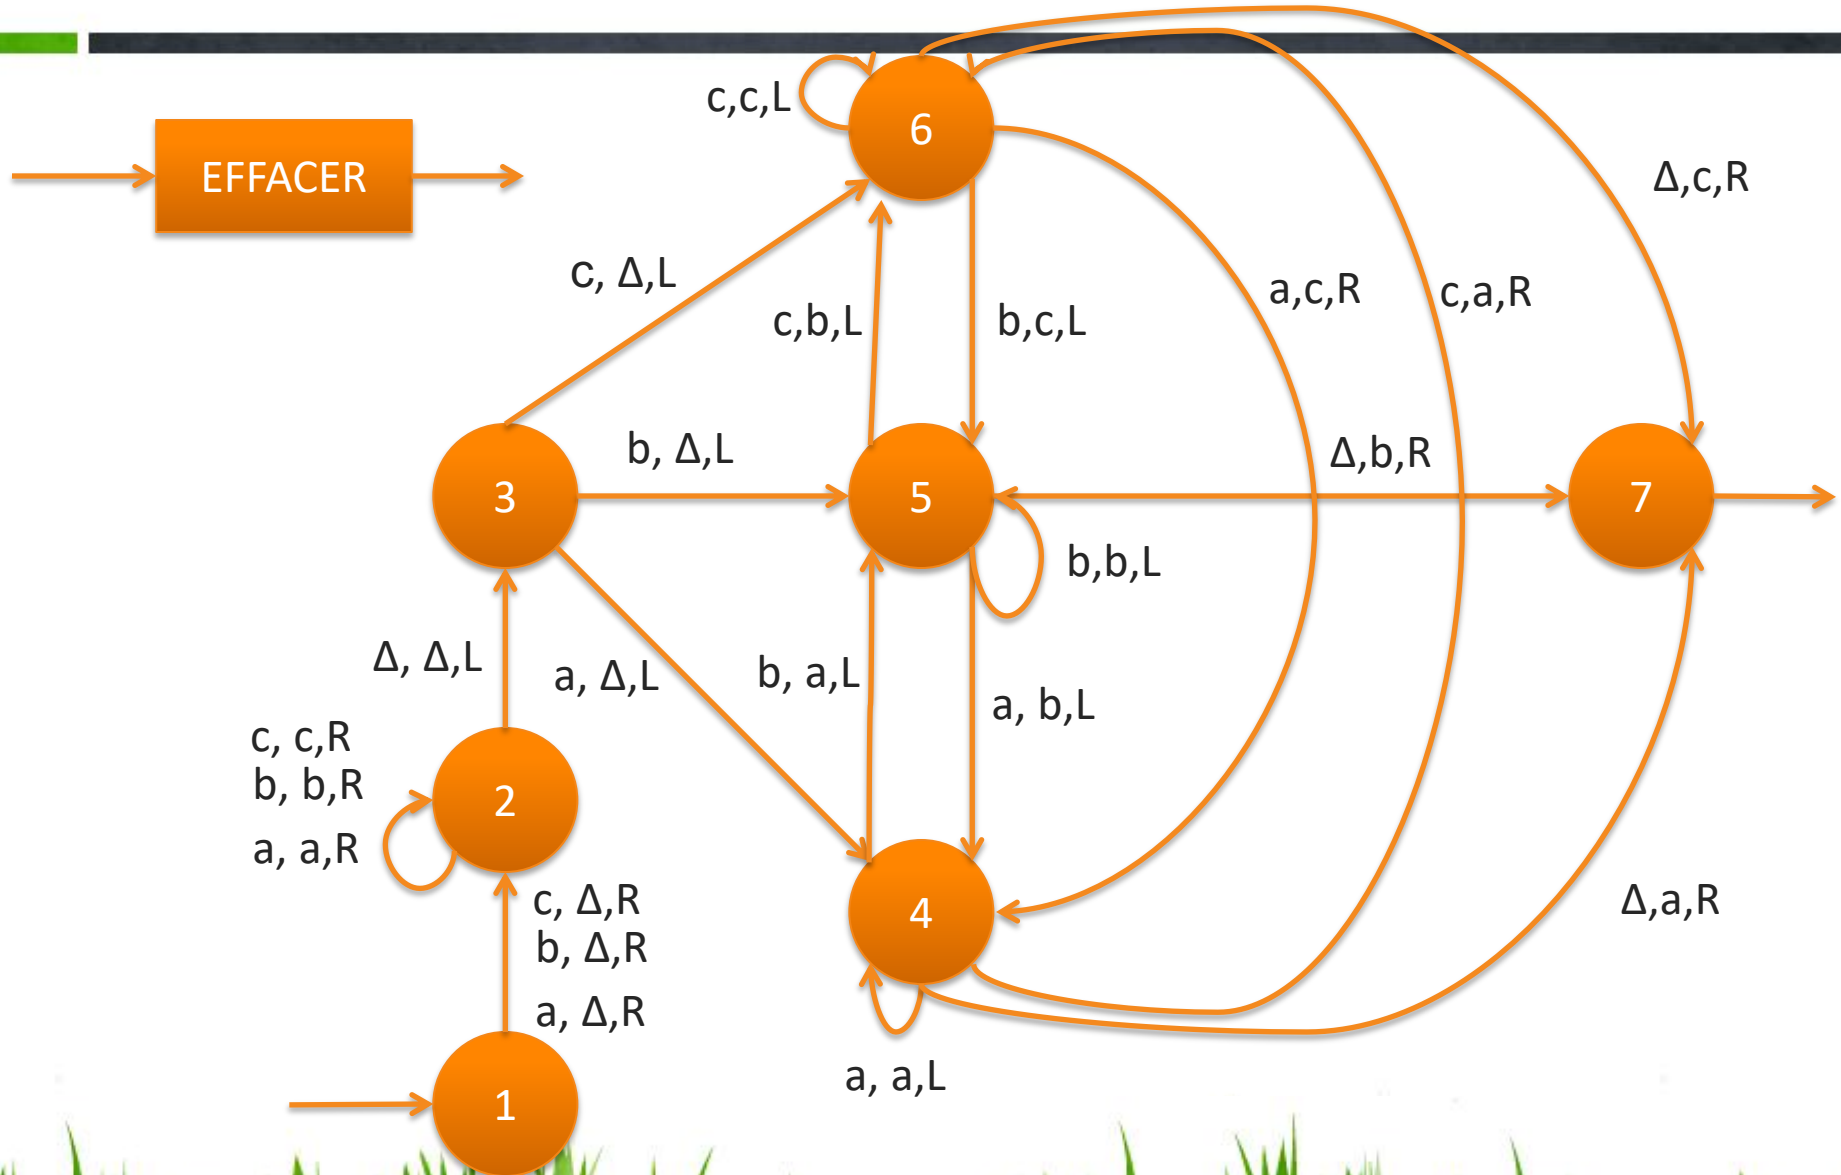 c,c,L
6
EFFACER
Δ,c,R
c, Δ,L
a,c,R
c,a,R
c,b,L
b,c,L
b, Δ,L
Δ,b,R
3
5
7
b,b,L
Δ, Δ,L
a, Δ,L
b, a,L
a, b,L
c, c,R
b, b,R
2
a, a,R
c, Δ,R
4
Δ,a,R
b, Δ,R
a, Δ,R
a, a,L
1